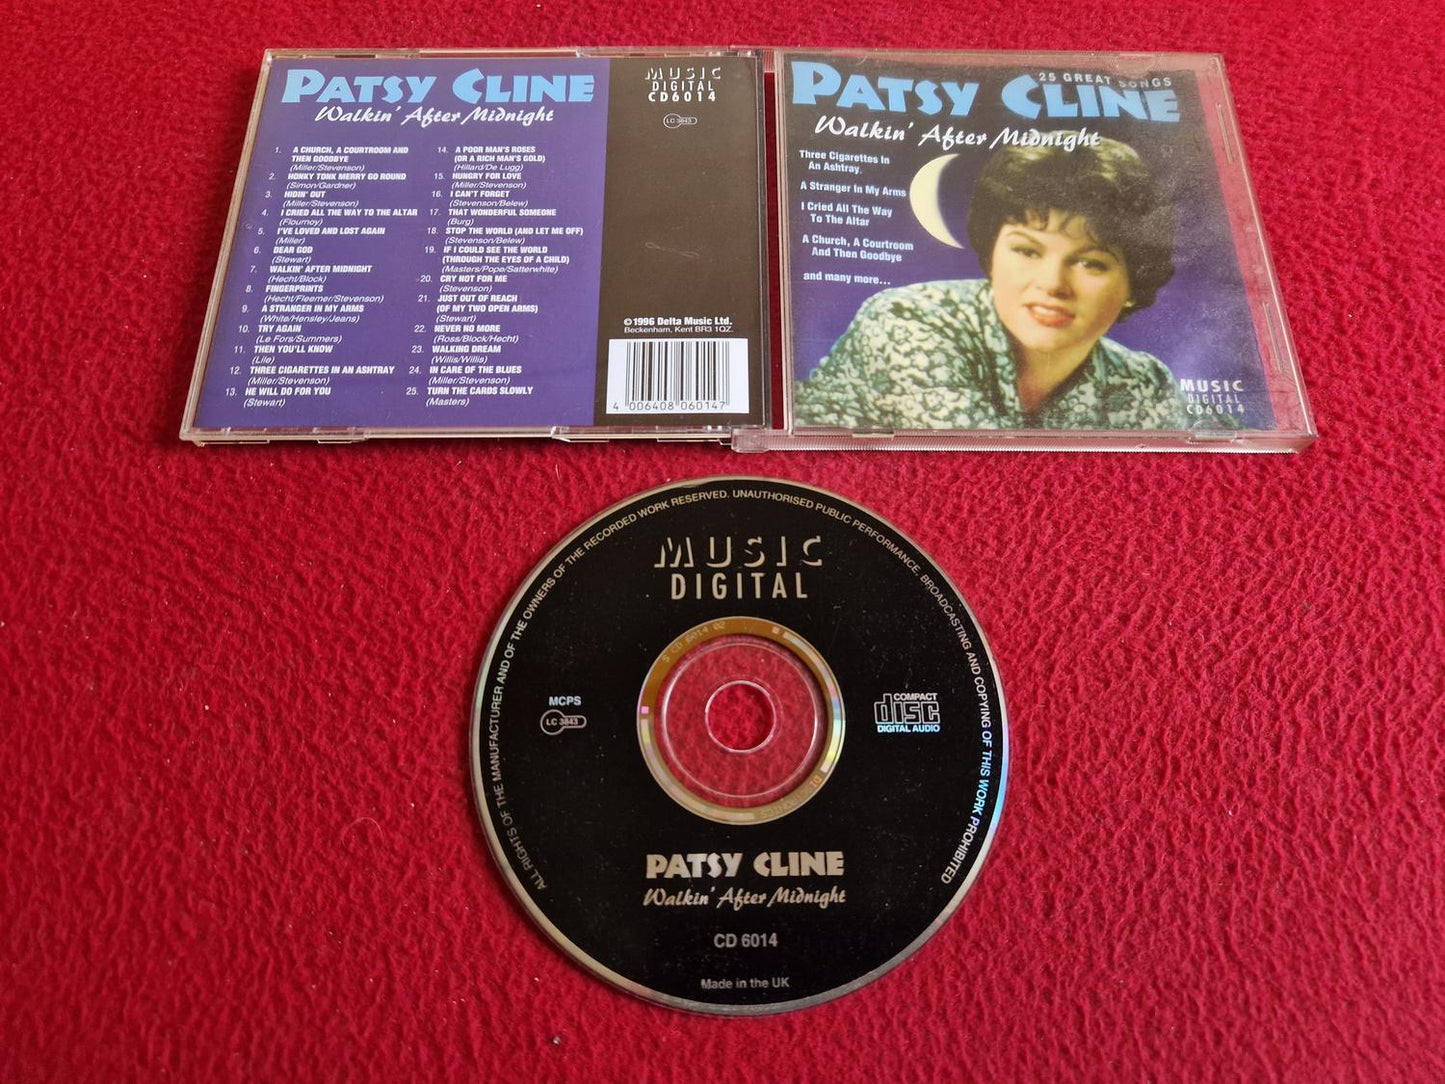 PATSY CLINE
Walkin' After Midnight
1. A CHURCH, A COURTROOM AND
THEN GOODBYE
(Miller/Stevenson)
2. HONKY TONK MERRY GO ROUND
(Simon/Gardner)
3. HIDIN' OUT
(Miller/Stevenson)
4. I CRIED ALL THE WAY TO THE ALTAR
(Flournoy)
5. I'VE LOVED AND LOST AGAIN
(Miller)
6. DEAR GOD
(Stewart)
7. WALKIN' AFTER MIDNIGHT
(Hecht/Block)
8. FINGERPRINTS
(Hecht/Fleemer/Stevenson)
9. A STRANGER IN MY ARMS
(White/Hensley/Jeans)
10. TRY AGAIN
(Le Fors/Summers)
11. THEN YOU'LL KNOW
(Lile)
12. THREE CIGARETTES IN AN ASHTRAY
(Miller/Stevenson)
13. HE WILL DO FOR YOU
(Stewart)
14. A POOR MAN'S ROSES
(OR A RICH MAN'S GOLD)
(Hillard/De Lugg)
15. HUNGRY FOR LOVE
(Miller/Stevenson)
16. I CAN'T FORGET
(Stevenson/Belew)
17. THAT WONDERFUL SOMEONE
(Burg)
18. STOP THE WORLD (AND LET ME OFF)
(Stevenson/Belew)
19. IF I COULD SEE THE WORLD
(THROUGH THE EYES OF A CHILD)
(Masters/Pope/Satterwhite)
20. CRY NOT FOR ME
(Stevenson)
21. JUST OUT OF REACH
(OF MY TWO OPEN ARMS)
(Stewart)
22. NEVER NO MORE
(Ross/Block/Hecht)
23. WALKING DREAM
(Willis/Willis)
24. IN CARE OF THE BLUES
(Miller/Stevenson)
25. TURN THE CARDS SLOWLY
(Masters)
MUSIC
DIGITAL
CD6014
LC 3843
©1996 Delta Music Ltd.
Beckenham, Kent BR3 1QZ.
4 006408 060147
25 GREAT SONGS
PATSY CLINE
Walkin' After Midnight
Three Cigarettes In
An Ashtray
A Stranger In My Arms
I Cried All The Way
To The Altar
A Church, A Courtroom
And Then Goodbye
and many more...
MUSIC
DIGITAL
CD6014
ALL RIGHTS OF THE MANUFACTURER AND OF THE OWNERS OF THE RECORDED WORK RESERVED. UNAUTHORISED PUBLIC PERFORMANCE, BROADCASTING AND COPYING OF THIS WORK PROHIBITED
MUSIC
DIGITAL
MCPS
LC 3843
COMPACT
disc
DIGITAL AUDIO
PATSY CLINE
Walkin' After Midnight
CD 6014
Made in the UK